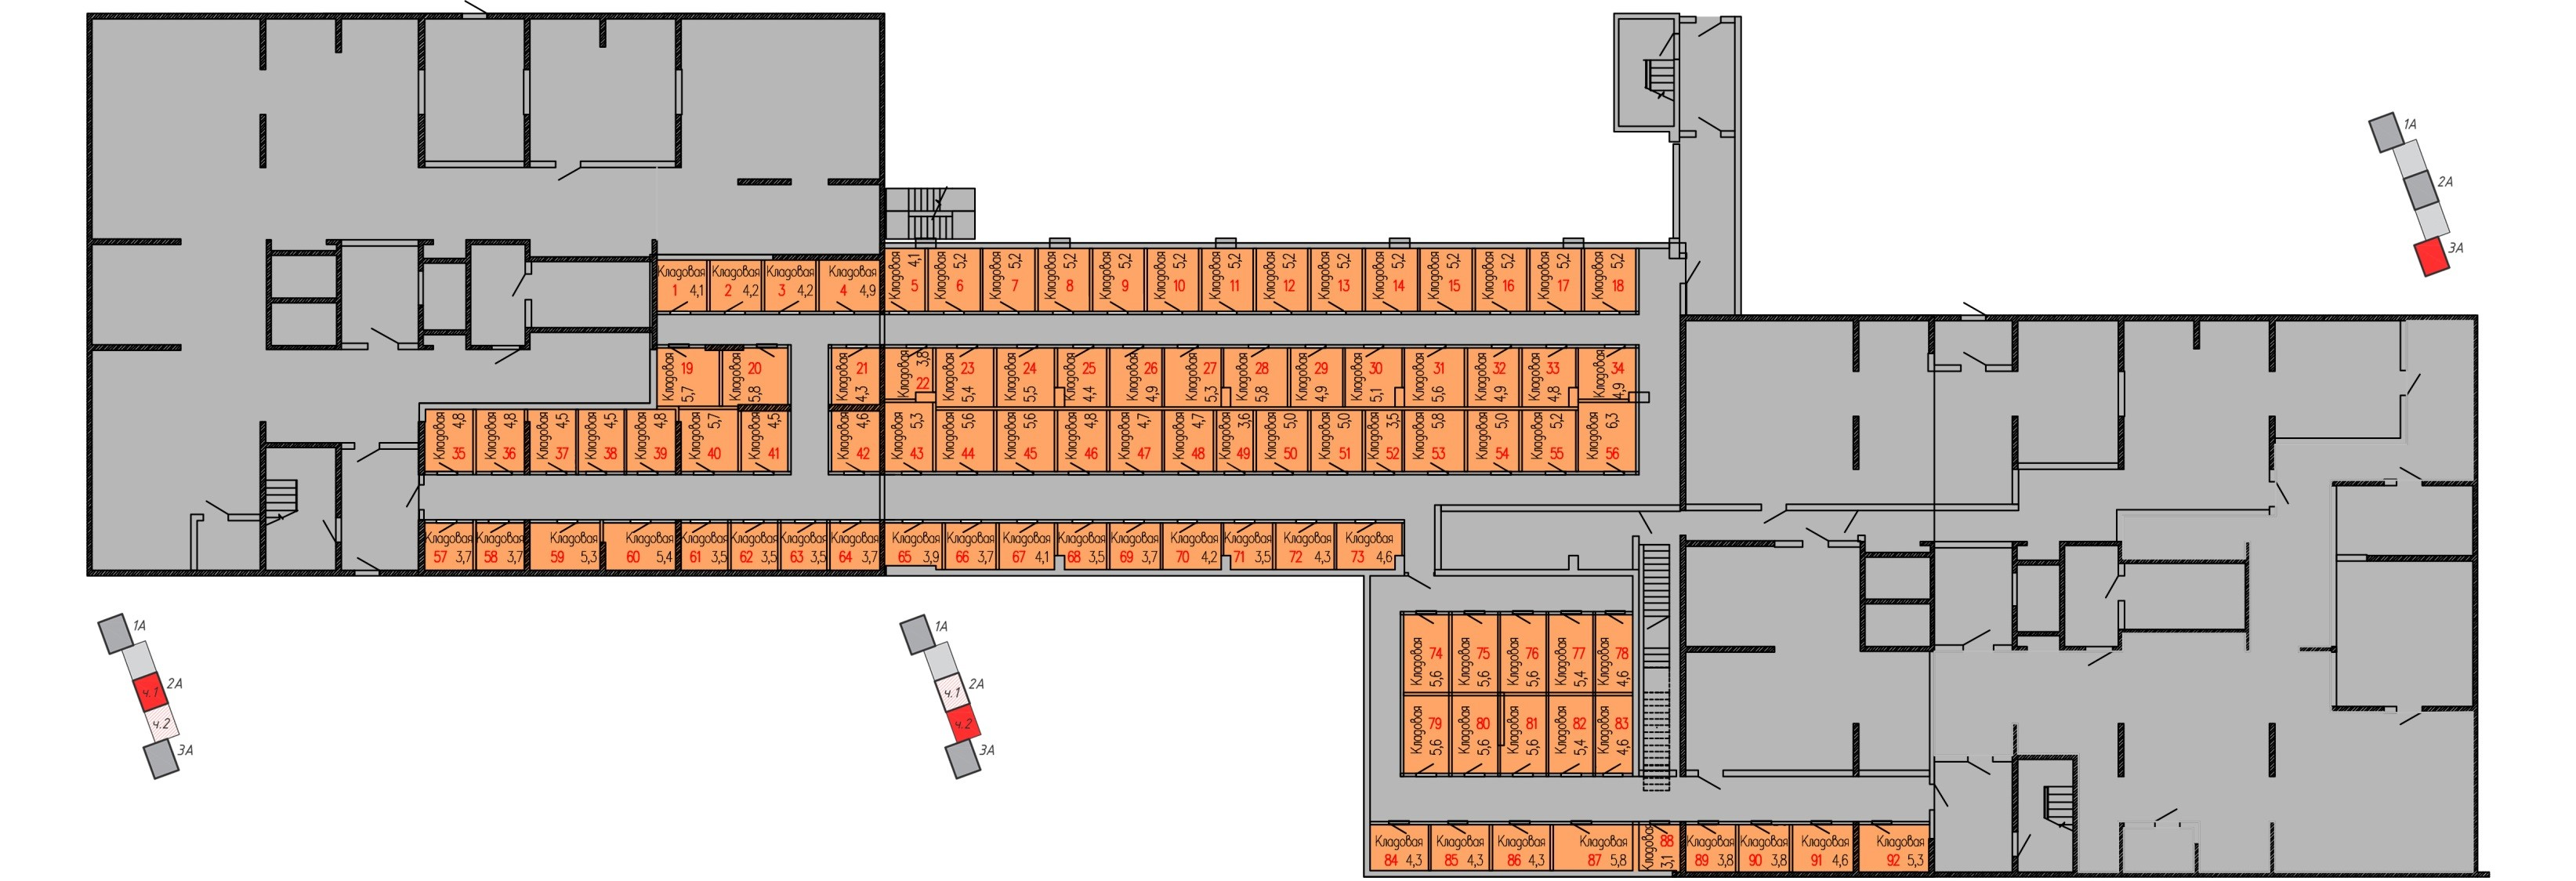 1А
2А
3А
Кладовая
1 4,1
Кладовая
2 4,2
Кладовая
3 4,2
Кладовая
4 4,9
Кладовая 4,1
5
Кладовая 5,2
6
Кладовая 5,2
7
Кладовая 5,2
8
Кладовая 5,2
9
Кладовая 5,2
10
Кладовая 5,2
11
Кладовая 5,2
12
Кладовая 5,2
13
Кладовая 5,2
14
Кладовая 5,2
15
Кладовая 5,2
16
Кладовая 5,2
17
Кладовая 5,2
18
Кладовая 19
5,7
Кладовая 20
5,8
Кладовая 21
4,3
Кладовая 3,8
22
Кладовая 23
5,4
Кладовая 24
5,5
Кладовая 25
4,4
Кладовая 26
4,9
Кладовая 27
5,3
Кладовая 28
5,8
Кладовая 29
4,9
Кладовая 30
5,1
Кладовая 31
5,6
Кладовая 32
4,9
Кладовая 33
4,8
Кладовая 34
4,9
Кладовая 4,8
35
Кладовая 4,8
36
Кладовая 4,5
37
Кладовая 4,5
38
Кладовая 4,8
39
Кладовая 5,7
40
Кладовая 4,5
41
Кладовая 4,6
42
Кладовая 5,3
43
Кладовая 5,6
44
Кладовая 5,6
45
Кладовая 4,8
46
Кладовая 4,7
47
Кладовая 4,7
48
Кладовая 3,6
49
Кладовая 5,0
50
Кладовая 5,0
51
Кладовая 3,5
52
Кладовая 5,8
53
Кладовая 5,0
54
Кладовая 5,2
55
Кладовая 6,3
56
Кладовая
57 3,7
Кладовая
58 3,7
Кладовая
59 5,3
Кладовая
60 5,4
Кладовая
61 3,5
Кладовая
62 3,5
Кладовая
63 3,5
Кладовая
64 3,7
Кладовая
65 3,9
Кладовая
66 3,7
Кладовая
67 4,1
Кладовая
68 3,5
Кладовая
69 3,7
Кладовая
70 4,2
Кладовая
71 3,5
Кладовая
72 4,3
Кладовая
73 4,6
1А
ч.1 2А
ч.2
3А
1А
ч.1 2А
ч.2
3А
Кладовая 74
5,6
Кладовая 75
5,6
Кладовая 76
5,6
Кладовая 77
5,4
Кладовая 78
4,6
Кладовая 79
5,6
Кладовая 80
5,6
Кладовая 81
5,6
Кладовая 82
5,4
Кладовая 83
4,6
Кладовая
84 4,3
Кладовая
85 4,3
Кладовая
86 4,3
Кладовая
87 5,8
Кладовая 88
3,1
Кладовая
89 3,8
Кладовая
90 3,8
Кладовая
91 4,6
Кладовая
92 5,3